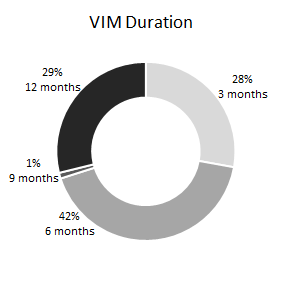 VIM Duration
29%
12 months
28%
3 months
1%
9 months
42%
6 months